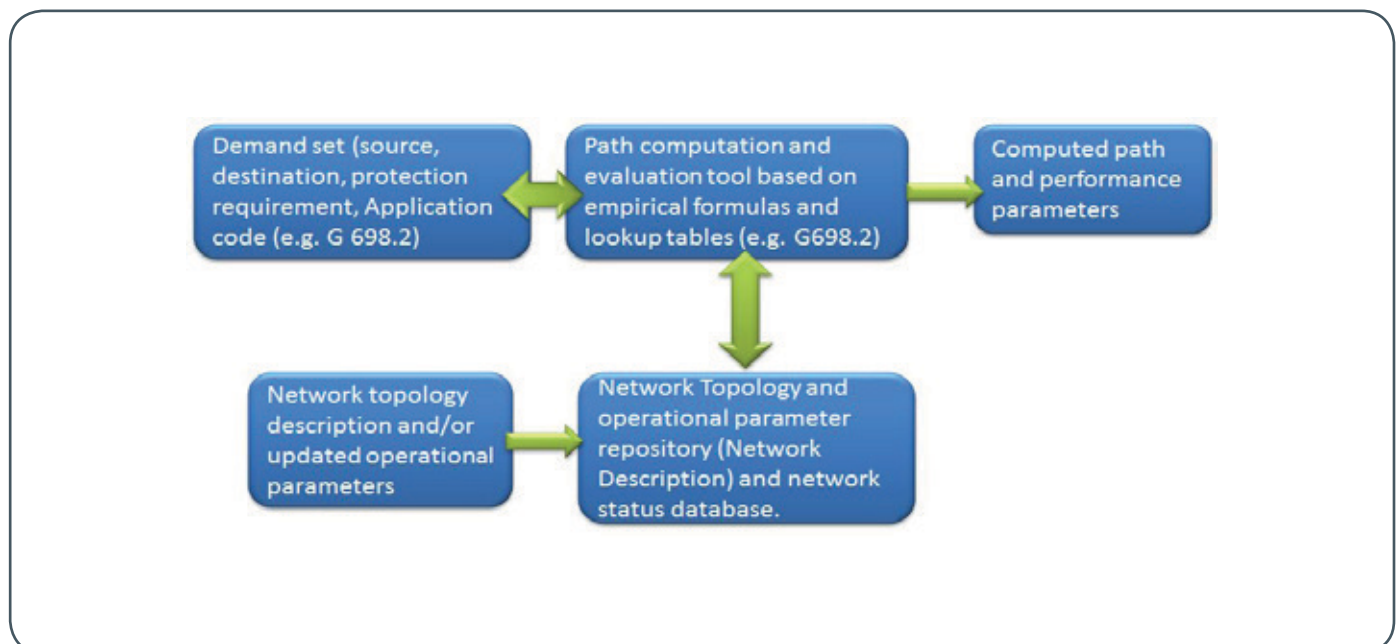 Demand set (source,
destination, protection
requirement, Application
code (e.g. G 698.2)
Path computation and
evaluation tool based on
empirical formulas and
lookup tables (e.g. G698.2)
Computed path
and performance
parameters
Network topology
description and/or
updated operational
parameters
Network Topology and
operational parameter
repository (Network
Description) and network
status database.